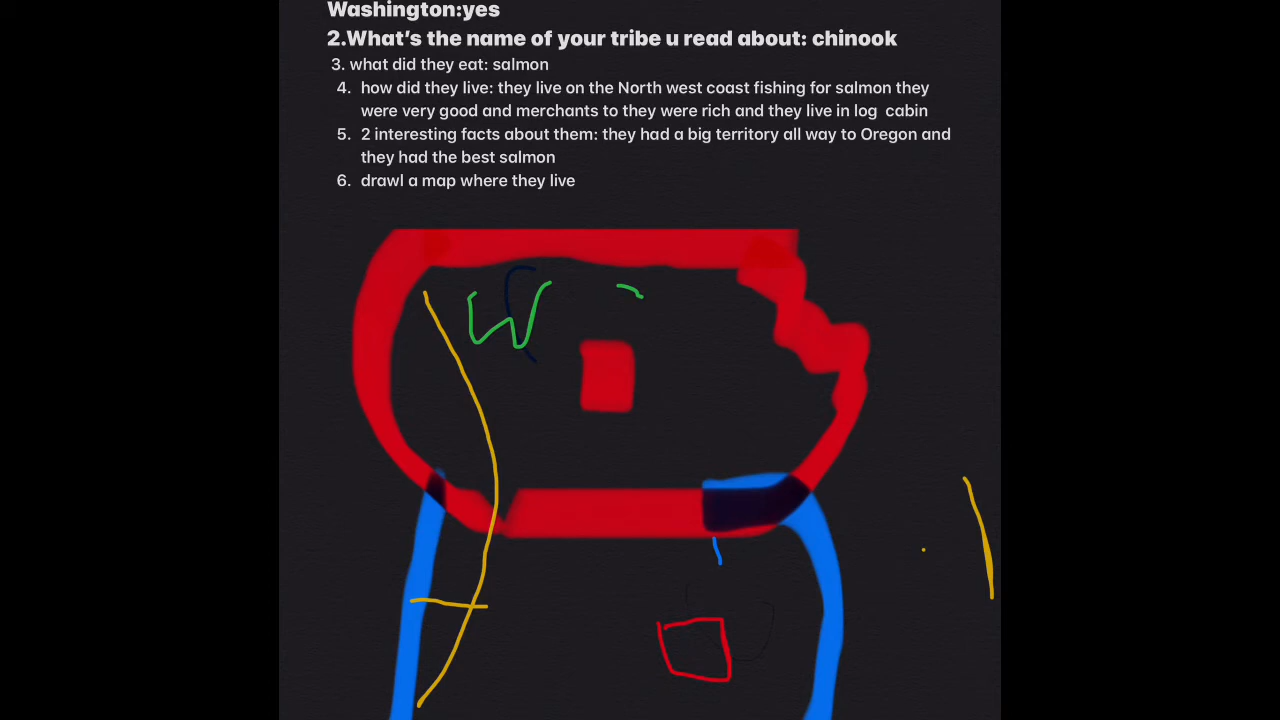 Washington:yes
2.What's the name of your tribe u read about: chinook
3. what did they eat: salmon
4. how did they live: they live on the North west coast fishing for salmon they
were very good and merchants to they were rich and they live in log cabin
5. 2 interesting facts about them: they had a big territory all way to Oregon and
they had the best salmon
6. drawl a map where they live
W